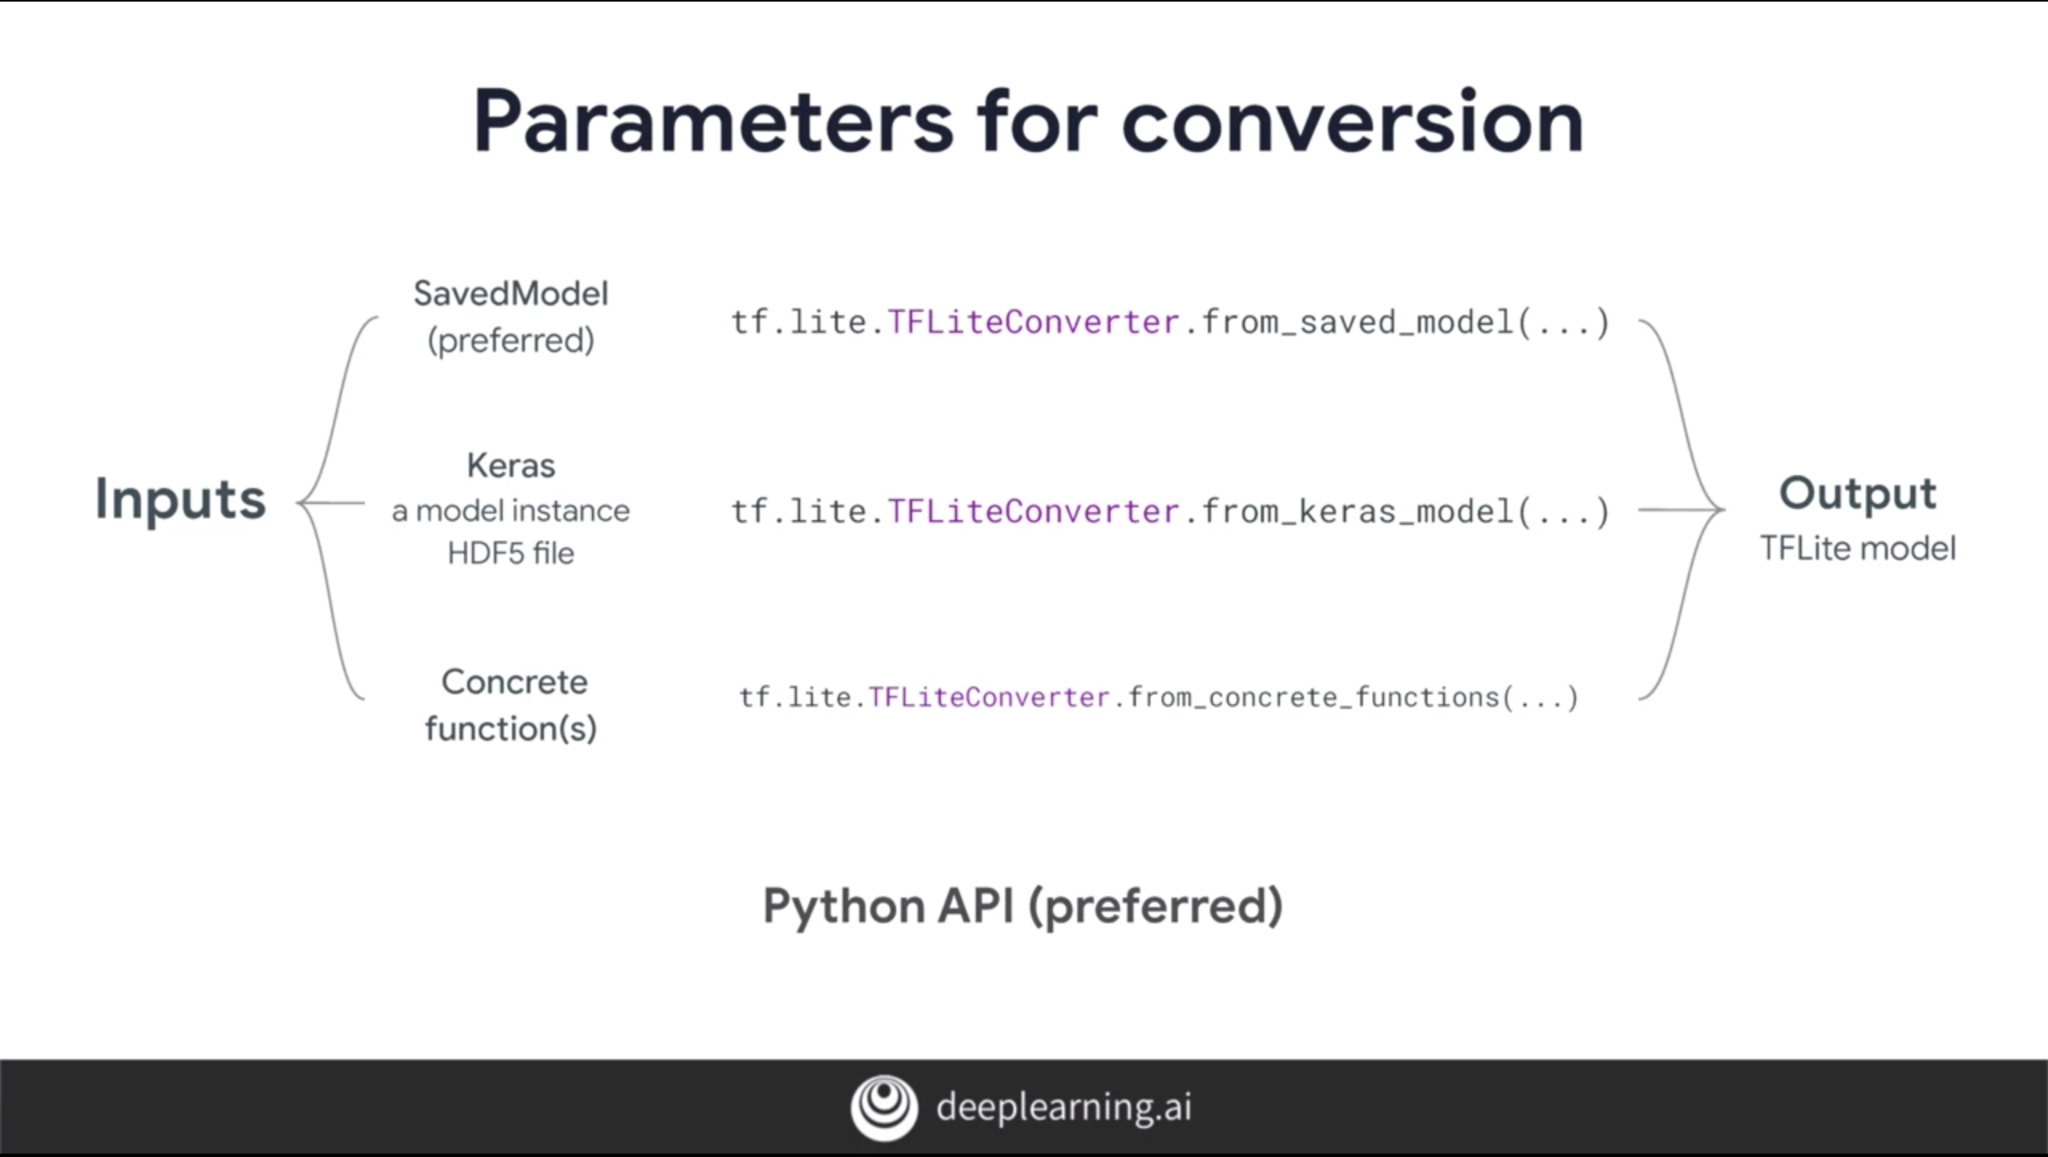 Parameters for conversion
Inputs
SavedModel
(preferred)
tf.lite.TFLiteConverter.from_saved_model(...)
Keras
a model instance
HDF5 file
tf.lite.TFLiteConverter.from_keras_model(...)
Concrete
function(s)
tf.lite.TFLiteConverter.from_concrete_functions(...)
Output
TFLite model
Python API (preferred)
deeplearning.ai